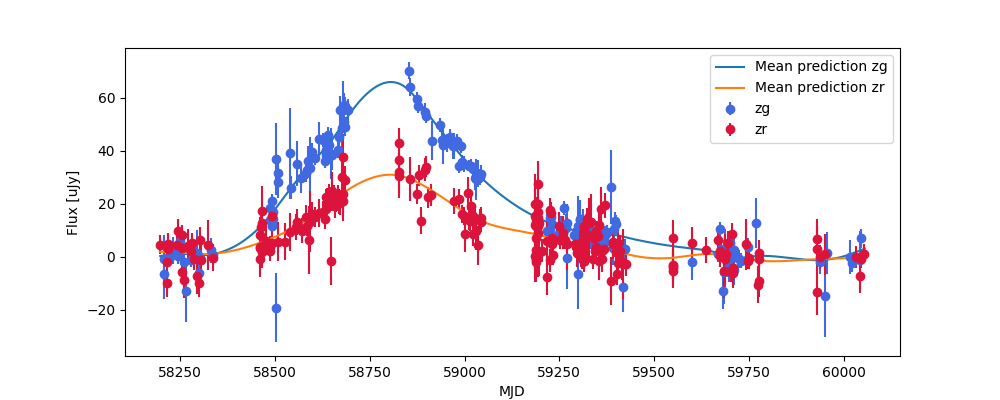 Mean prediction zg
Mean prediction zr
zg
zr
Flux [uJy]
60
40
20
0
−20
58250 58500 58750 59000 59250 59500 59750 60000
MJD